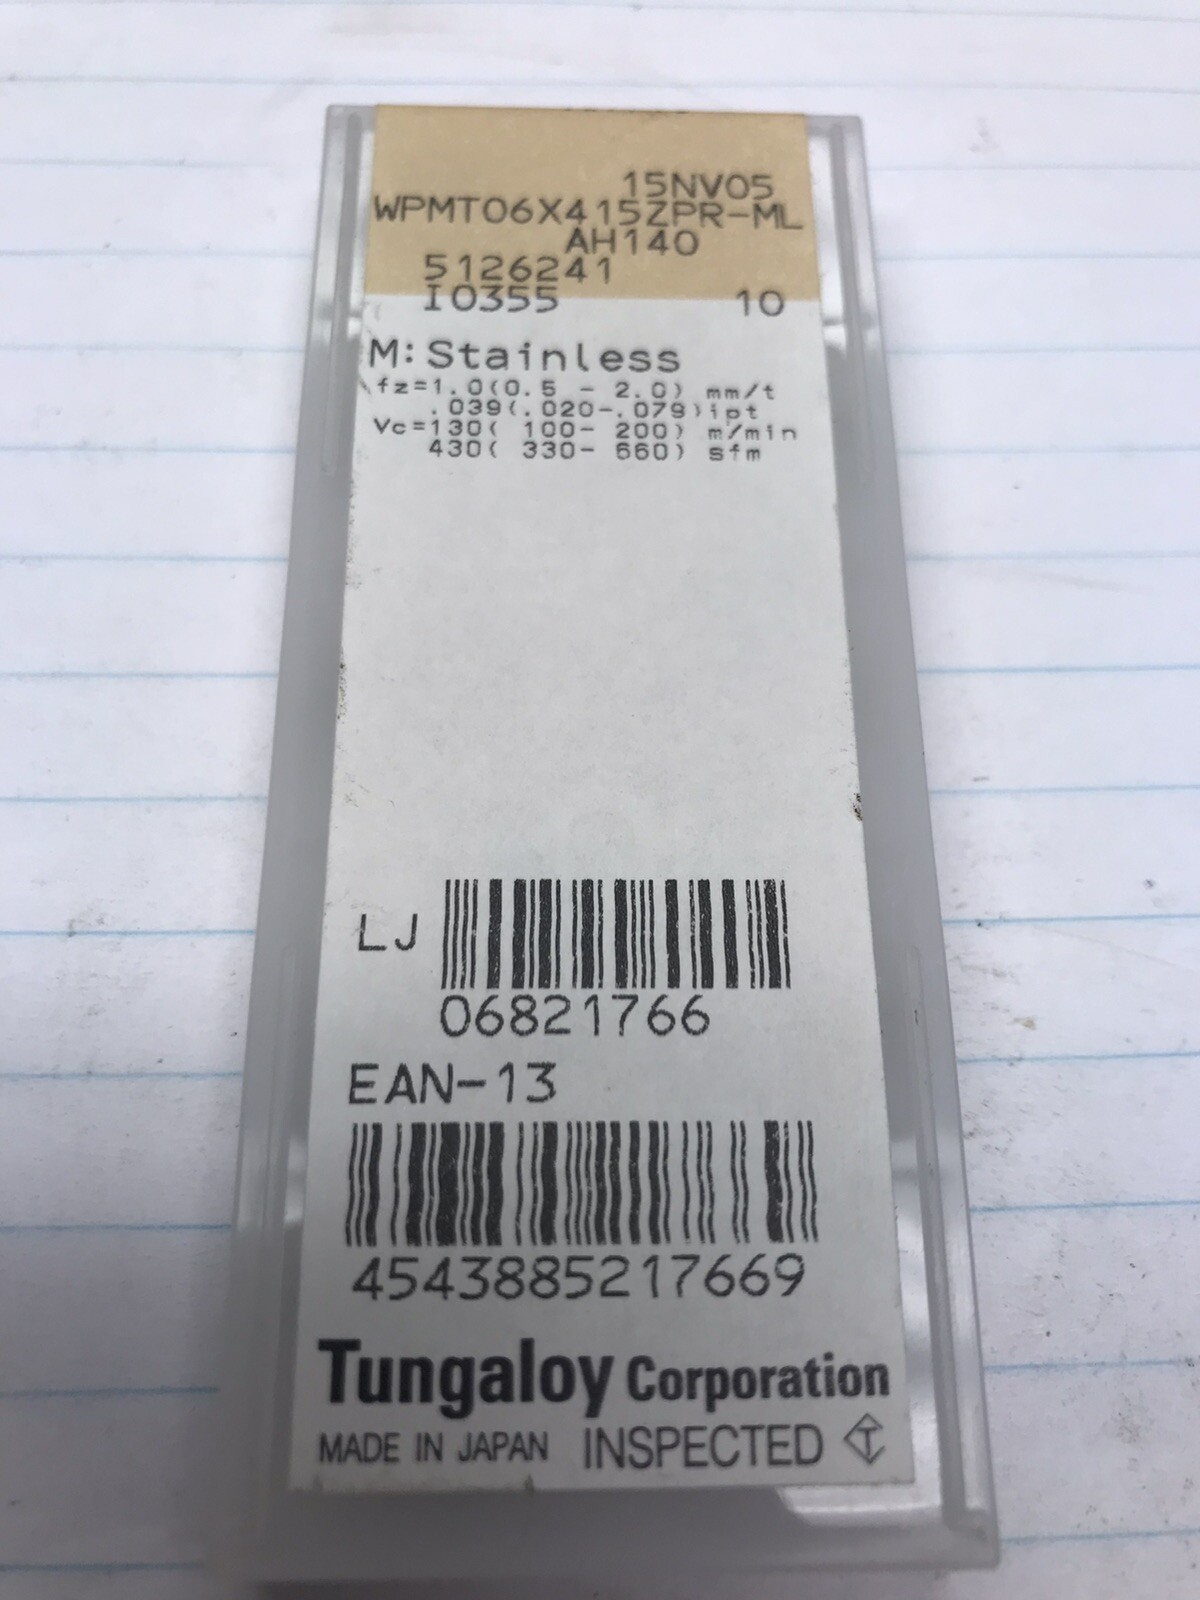 15NV05
WPMT06X415ZPR-ML
AH140
5126241
I0355 10
M:Stainless
fz=1.0(0.5 - 2.0) mm/t
.039(.020-.079)ipt
Vc=130( 100- 200) m/min
430( 330- 660) sfm
LJ
06821766
EAN-13
4543885217669
Tungaloy Corporation
MADE IN JAPAN INSPECTED